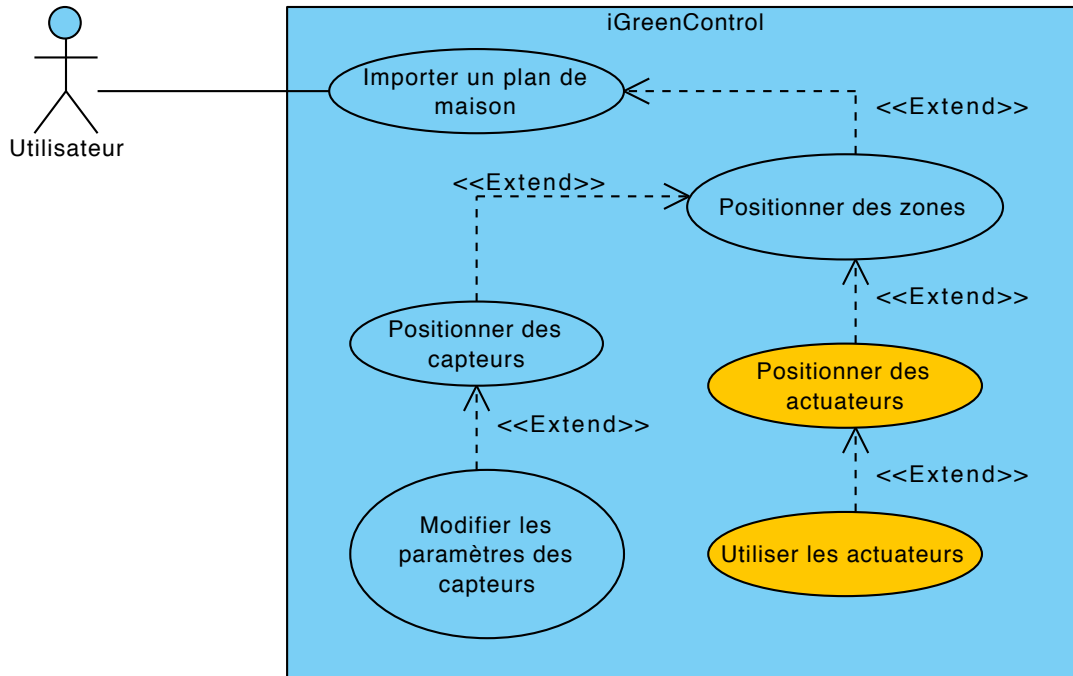 iGreenControl
Importer un plan de
maison
<<Extend>>
Utilisateur
<<Extend>>
Positionner des zones
<<Extend>>
Positionner des
capteurs
Positionner des
actuateurs
<<Extend>>
<<Extend>>
Modifier les
paramètres des
capteurs
Utiliser les actuateurs